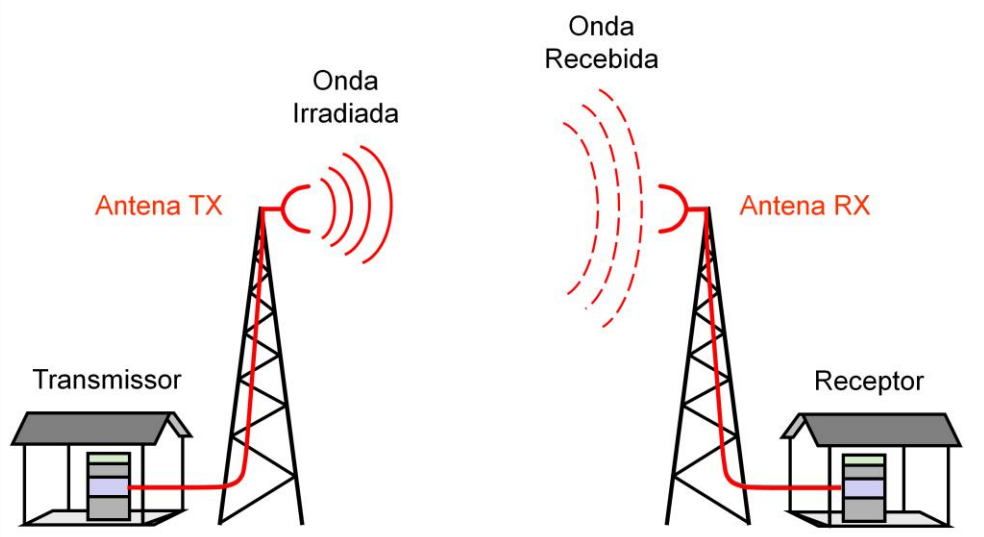 Onda
Recebida
Onda
Irradiada
Antena TX
Antena RX
Transmissor
Receptor